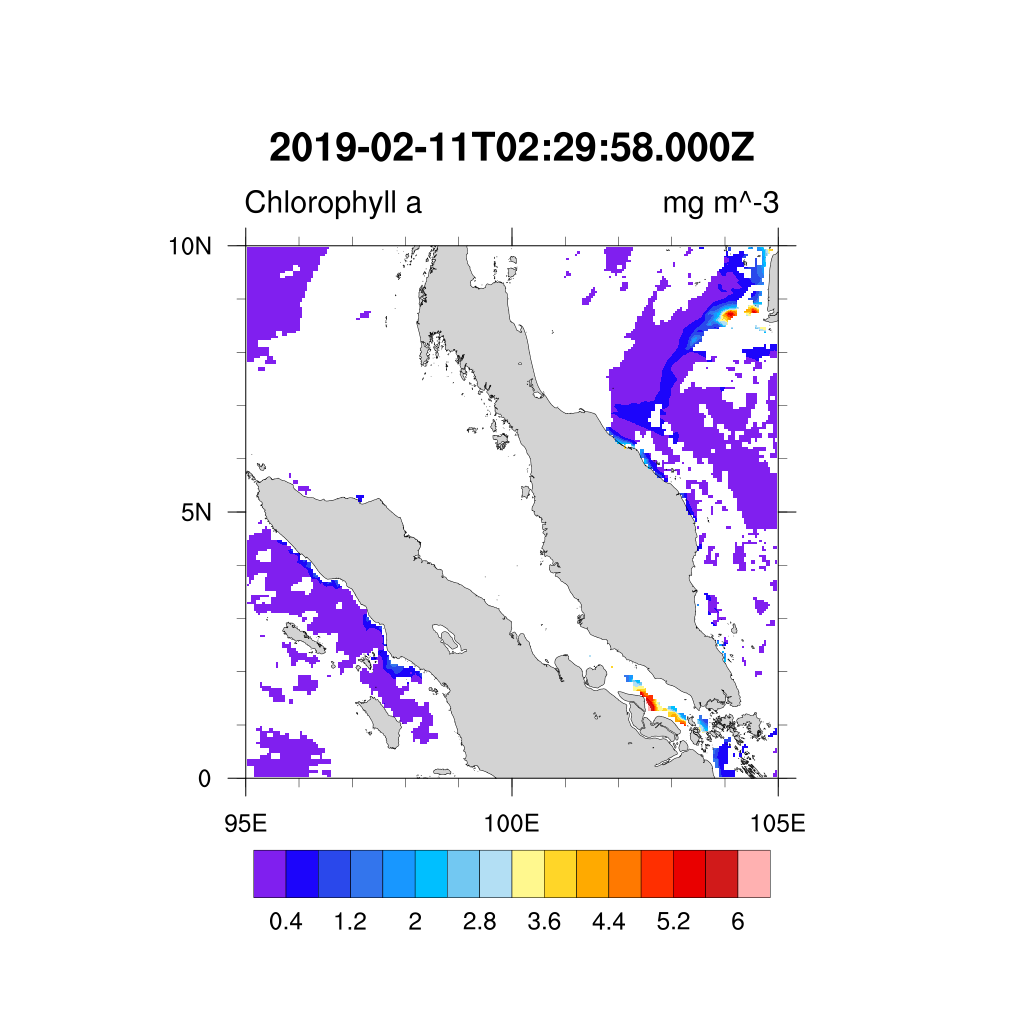 2019-02-11T02:29:58.000Z
Chlorophyll a mg m^-3
10N
5N
0
95E 100E 105E
0.4 1.2 2 2.8 3.6 4.4 5.2 6